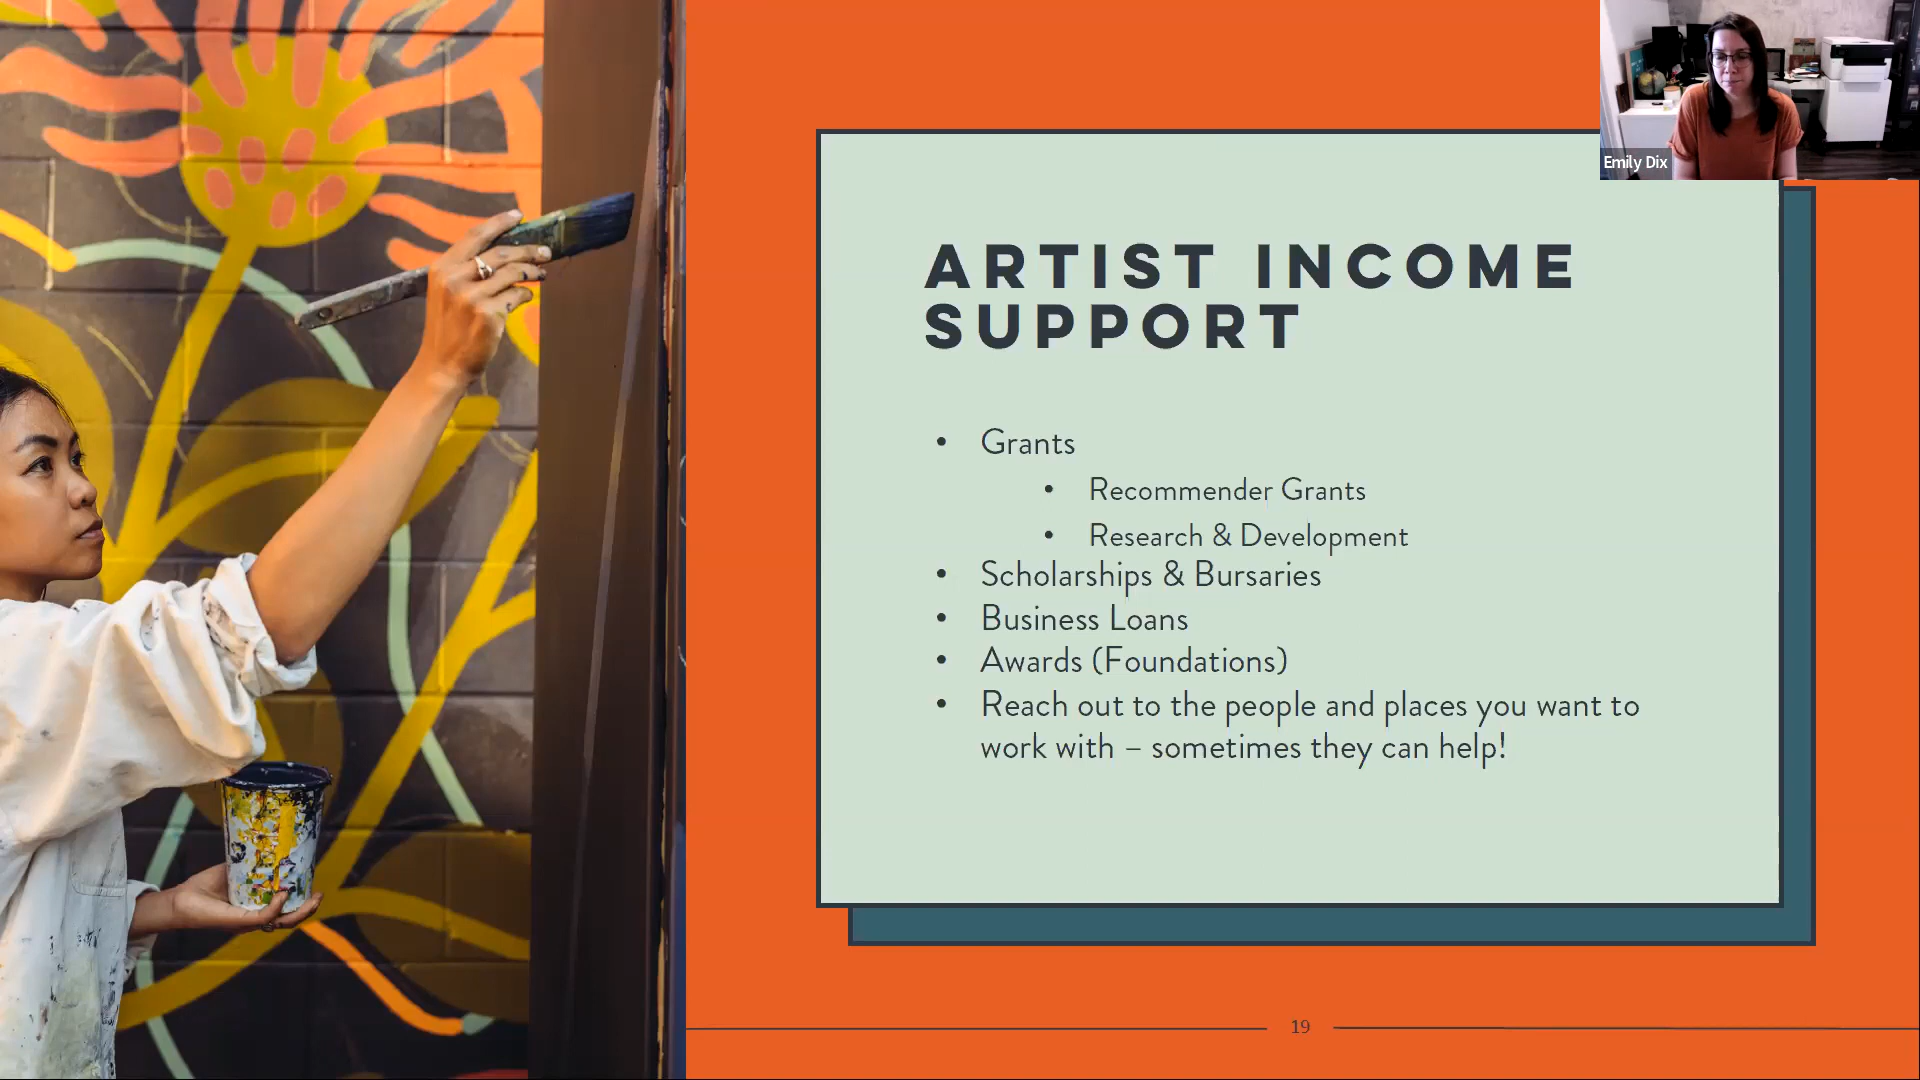 Emily Dix
ARTIST INCOME
SUPPORT
• Grants
• Recommender Grants
• Research & Development
• Scholarships & Bursaries
• Business Loans
• Awards (Foundations)
• Reach out to the people and places you want to
work with – sometimes they can help!
19